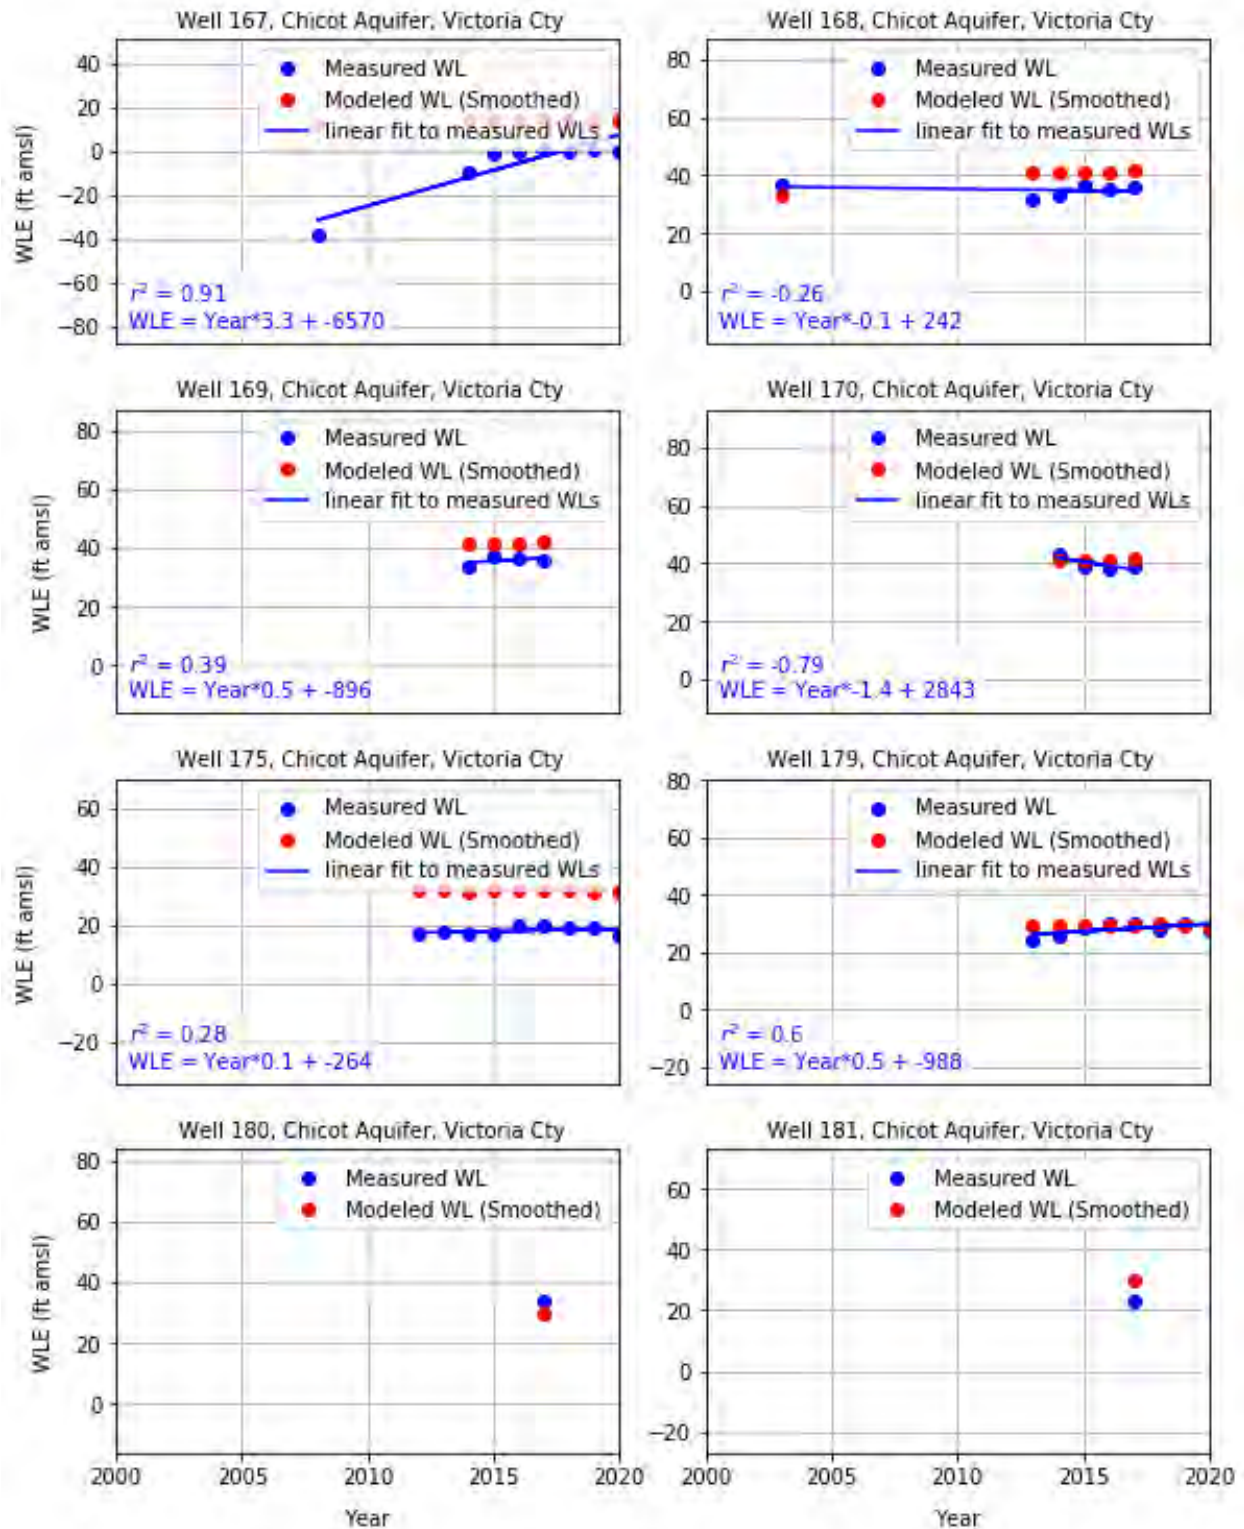 Well 167, Chicot Aquifer, Victoria Cty
WLE (ft amsl)
40
20
0
−20
−40
−60
−80
Measured WL
Modeled WL (Smoothed)
linear fit to measured WLs
r² = 0.91
WLE = Year*3.3 + -6570
Well 168, Chicot Aquifer, Victoria Cty
80
60
40
20
0
Measured WL
Modeled WL (Smoothed)
linear fit to measured WLs
r² = -0.26
WLE = Year*-0.1 + 242
Well 169, Chicot Aquifer, Victoria Cty
WLE (ft amsl)
80
60
40
20
0
Measured WL
Modeled WL (Smoothed)
linear fit to measured WLs
r² = 0.39
WLE = Year*0.5 + -896
Well 170, Chicot Aquifer, Victoria Cty
80
60
40
20
0
Measured WL
Modeled WL (Smoothed)
linear fit to measured WLs
r² = -0.79
WLE = Year*-1.4 + 2843
Well 175, Chicot Aquifer, Victoria Cty
WLE (ft amsl)
60
40
20
0
−20
Measured WL
Modeled WL (Smoothed)
linear fit to measured WLs
r² = 0.28
WLE = Year*0.1 + -264
Well 179, Chicot Aquifer, Victoria Cty
80
60
40
20
0
−20
Measured WL
Modeled WL (Smoothed)
linear fit to measured WLs
r² = 0.6
WLE = Year*0.5 + -988
Well 180, Chicot Aquifer, Victoria Cty
WLE (ft amsl)
80
60
40
20
0
Measured WL
Modeled WL (Smoothed)
2000 2005 2010 2015 2020
Year
Well 181, Chicot Aquifer, Victoria Cty
60
40
20
0
−20
Measured WL
Modeled WL (Smoothed)
2000 2005 2010 2015 2020
Year